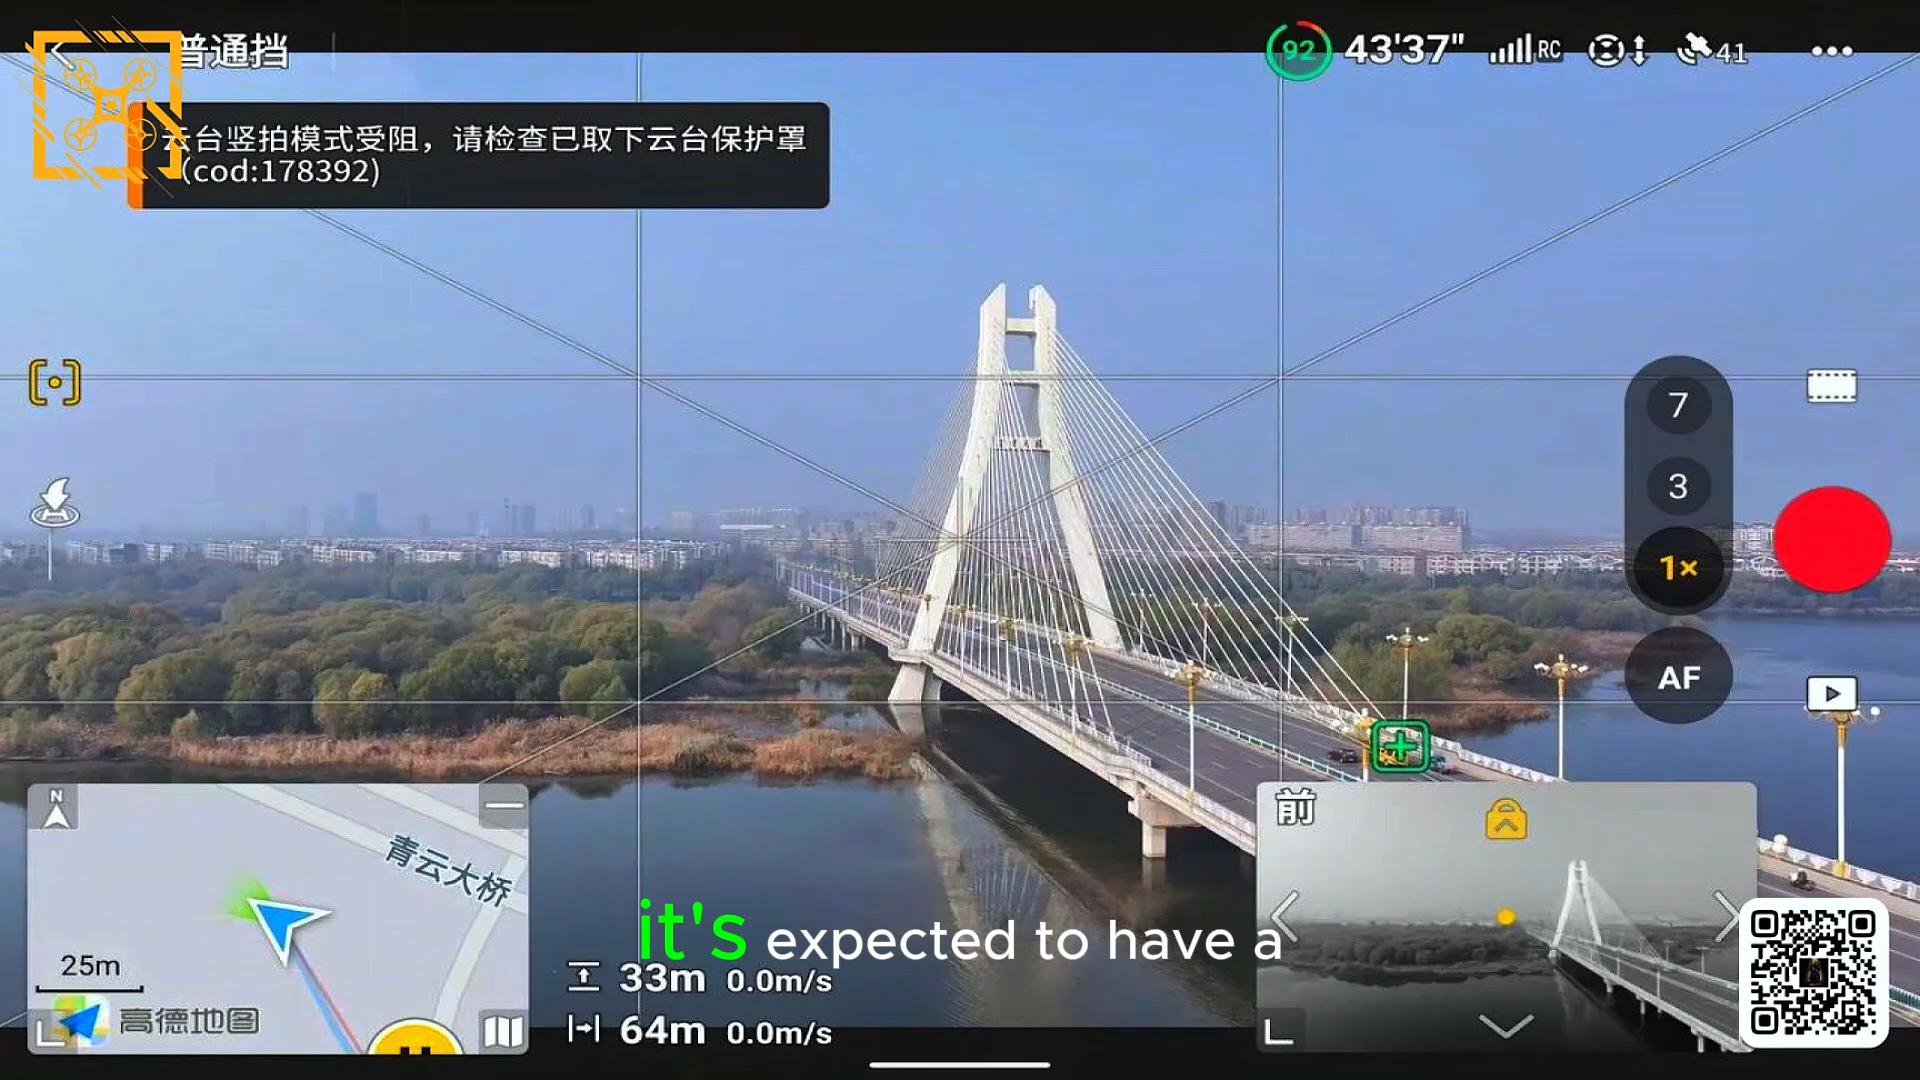 普通挡
92
43'37"
RC
41
云台竖拍模式受阻，请检查已取下云台保护罩
(cod:178392)
7
3
1×
AF
N
青云大桥
25m
高德地图
it's expected to have a
33m 0.0m/s
64m 0.0m/s
前